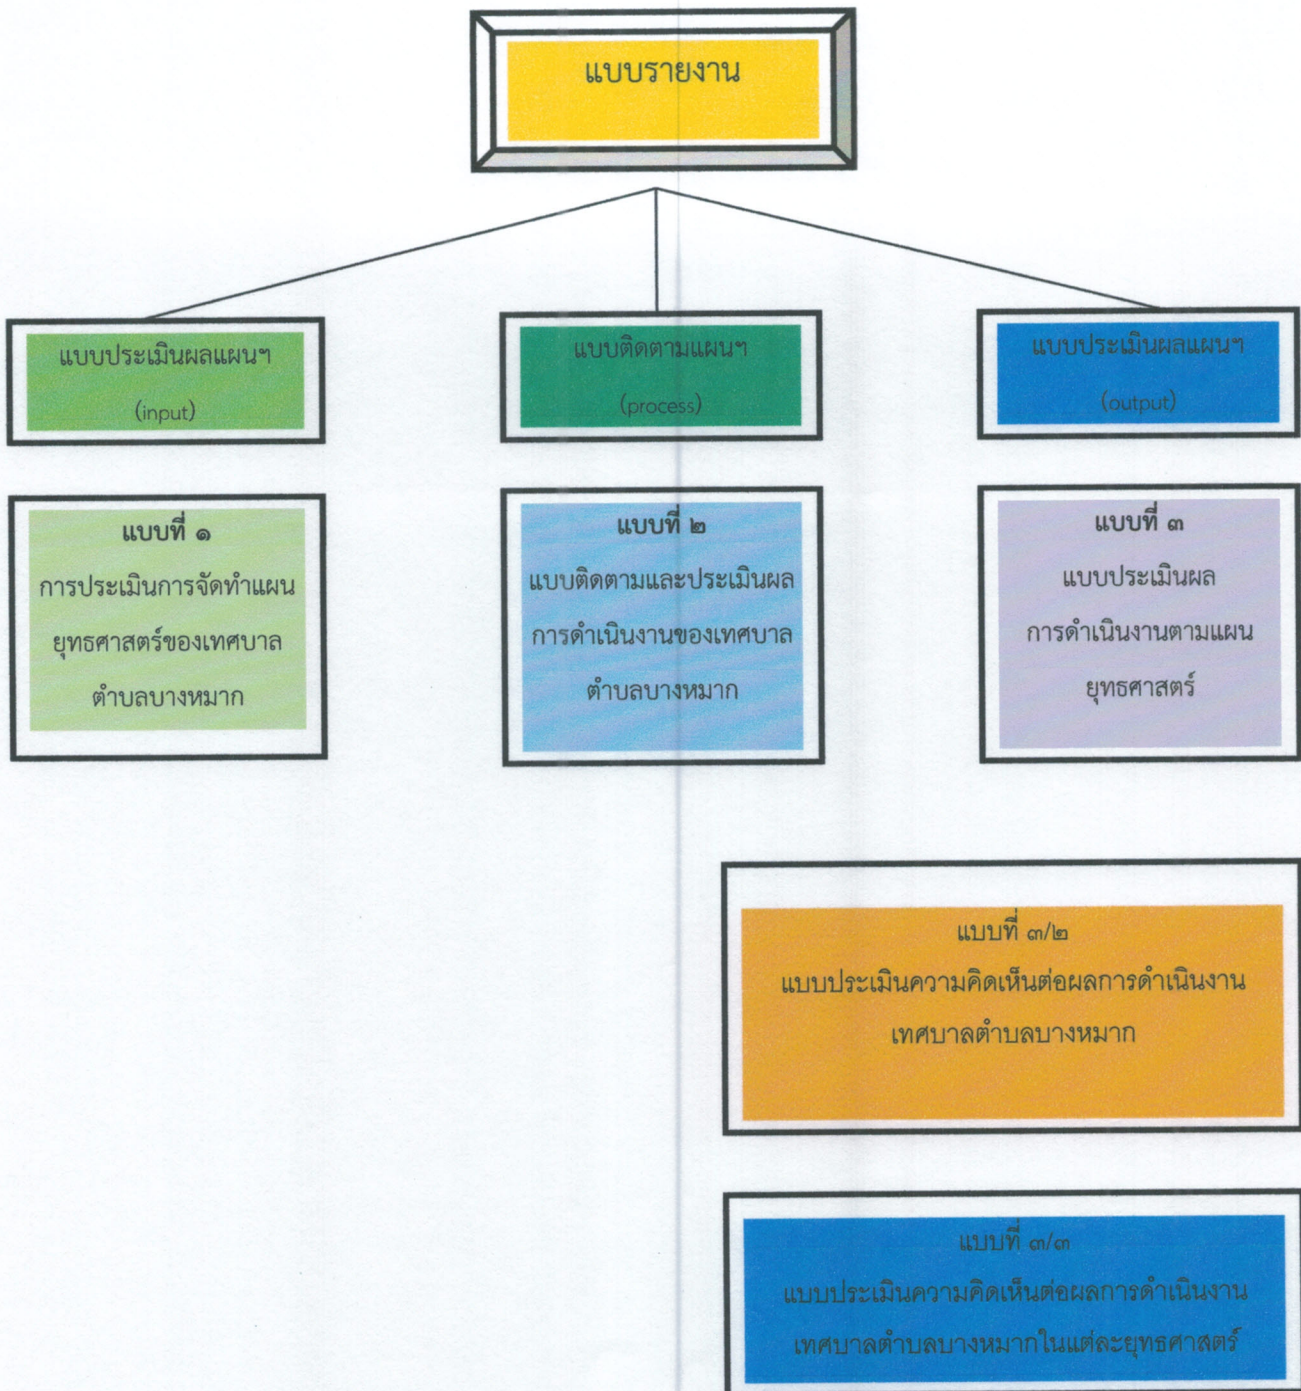 แบบรายงาน
แบบประเมินผลแผนฯ
(input)
แบบติดตามแผนฯ
(process)
แบบประเมินผลแผนฯ
(output)
แบบที่ ๑
การประเมินการจัดทำแผน
ยุทธศาสตร์ของเทศบาล
ตำบลบางหมาก
แบบที่ ๒
แบบติดตามและประเมินผล
การดำเนินงานของเทศบาล
ตำบลบางหมาก
แบบที่ ๓
แบบประเมินผล
การดำเนินงานตามแผน
ยุทธศาสตร์
แบบที่ ๓/๒
แบบประเมินความคิดเห็นต่อผลการดำเนินงาน
เทศบาลตำบลบางหมาก
แบบที่ ๓/๓
แบบประเมินความคิดเห็นต่อผลการดำเนินงาน
เทศบาลตำบลบางหมากในแต่ละยุทธศาสตร์